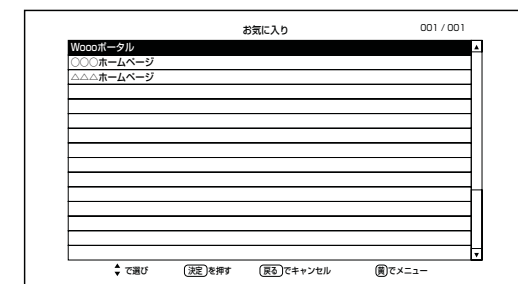 お気に入り 001 / 001
Woooポータル
○○○ホームページ
△△△ホームページ
で選び 決定を押す 戻るでキャンセル 黄でメニュー